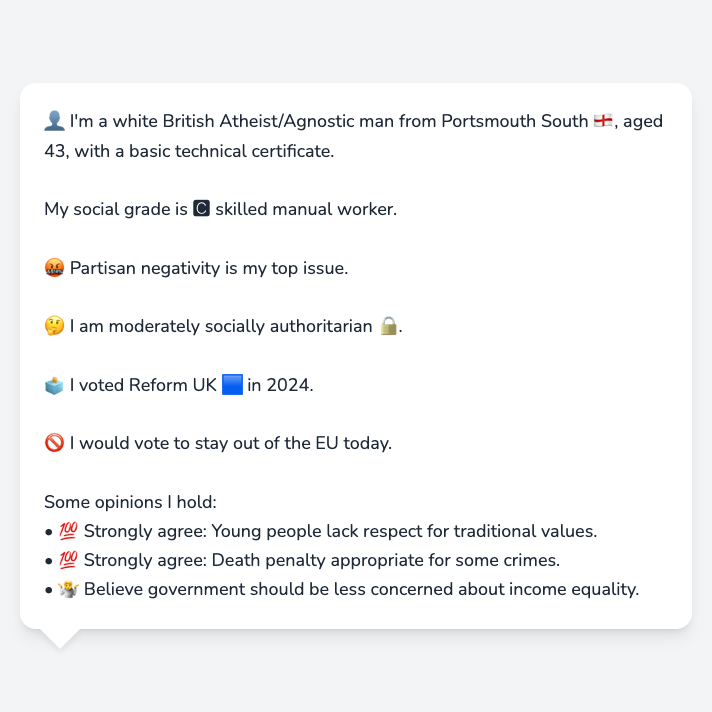 👤 I'm a white British Atheist/Agnostic man from Portsmouth South 🏴󠁧󠁢󠁥󠁮󠁧󠁿, aged
43, with a basic technical certificate.
My social grade is 🅲 skilled manual worker.
🤬 Partisan negativity is my top issue.
🤔 I am moderately socially authoritarian 🔒.
🗳️ I voted Reform UK 🟦 in 2024.
🚫 I would vote to stay out of the EU today.
Some opinions I hold:
• 💯 Strongly agree: Young people lack respect for traditional values.
• 💯 Strongly agree: Death penalty appropriate for some crimes.
• 🤷 Believe government should be less concerned about income equality.